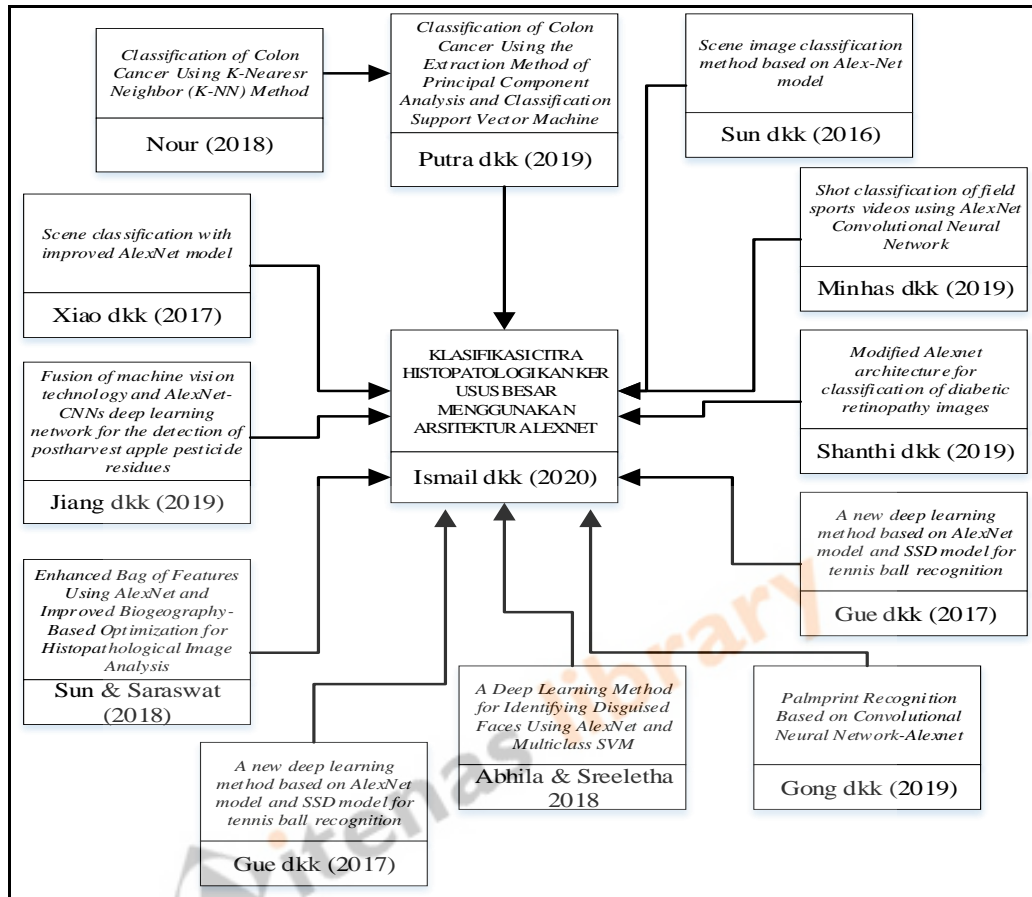 Classification of Colon
Cancer Using K-Nearesr
Neighbor (K-NN) Method
Nour (2018)
Classification of Colon
Cancer Using the
Extraction Method of
Principal Component
Analysis and Classification
Support Vector Machine
Putra dkk (2019)
Scene image classification
method based on Alex-Net
model
Sun dkk (2016)
Scene classification with
improved AlexNet model
Xiao dkk (2017)
Shot classification of field
sports videos using AlexNet
Convolutional Neural
Network
Minhas dkk (2019)
KLASIFIKASI CITRA
HISTOPATOLOGI KANKER
USUS BESAR
MENGGUNAKAN
ARSITEKTUR ALEXNET
Ismail dkk (2020)
Fusion of machine vision
technology and AlexNet-
CNNs deep learning
network for the detection of
postharvest apple pesticide
residues
Jiang dkk (2019)
Modified Alexnet
architecture for
classification of diabetic
retinopathy images
Shanthi dkk (2019)
Enhanced Bag of Features
Using AlexNet and
Improved Biogeography-
Based Optimization for
Histopathological Image
Analysis
Sun & Saraswat
(2018)
A new deep learning
method based on AlexNet
model and SSD model for
tennis ball recognition
Gue dkk (2017)
A new deep learning
method based on AlexNet
model and SSD model for
tennis ball recognition
Gue dkk (2017)
A Deep Learning Method
for Identifying Disguised
Faces Using AlexNet and
Multiclass SVM
Abhila & Sreeletha
2018
Palmprint Recognition
Based on Convolutional
Neural Network-Alexnet
Gong dkk (2019)
itenas library